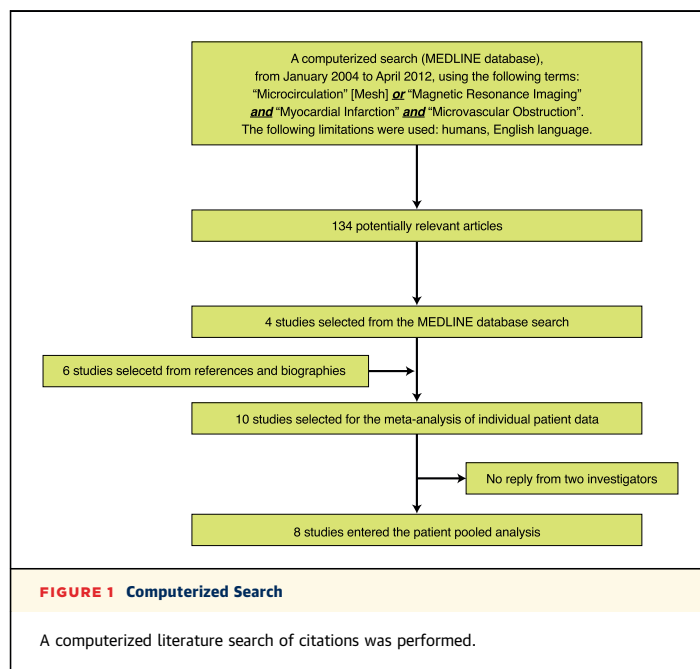 A computerized search (MEDLINE database),
from January 2004 to April 2012, using the following terms:
“Microcirculation” [Mesh] or “Magnetic Resonance Imaging”
and “Myocardial Infarction” and “Microvascular Obstruction”.
The following limitations were used: humans, English language.
134 potentially relevant articles
4 studies selected from the MEDLINE database search
6 studies selecetd from references and biographies
10 studies selected for the meta-analysis of individual patient data
No reply from two investigators
8 studies entered the patient pooled analysis
FIGURE 1 Computerized Search
A computerized literature search of citations was performed.